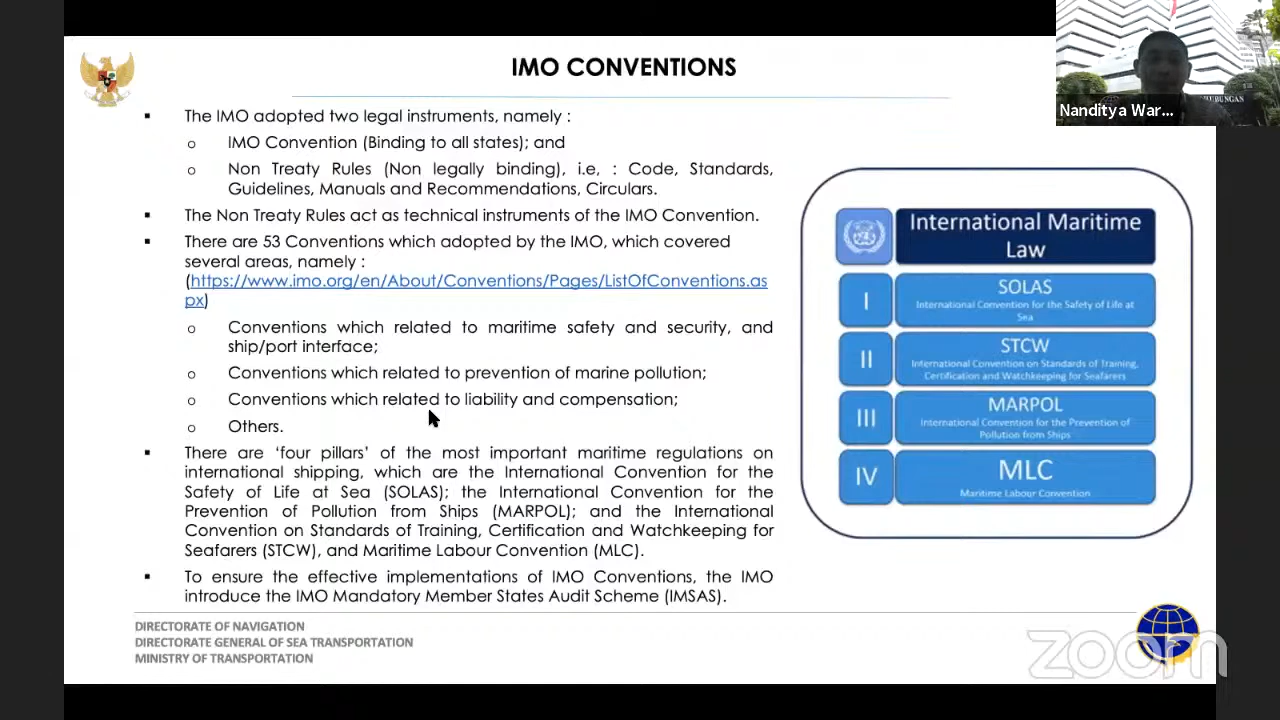 IMO CONVENTIONS
Nanditya War...
HUBUNGAN
▪ The IMO adopted two legal instruments, namely :
o IMO Convention (Binding to all states); and
o Non Treaty Rules (Non legally binding), i.e, : Code, Standards,
Guidelines, Manuals and Recommendations, Circulars.
▪ The Non Treaty Rules act as technical instruments of the IMO Convention.
▪ There are 53 Conventions which adopted by the IMO, which covered
several areas, namely :
(https://www.imo.org/en/About/Conventions/Pages/ListOfConventions.as
px)
o Conventions which related to maritime safety and security, and
ship/port interface;
o Conventions which related to prevention of marine pollution;
o Conventions which related to liability and compensation;
o Others.
▪ There are ‘four pillars’ of the most important maritime regulations on
international shipping, which are the International Convention for the
Safety of Life at Sea (SOLAS); the International Convention for the
Prevention of Pollution from Ships (MARPOL); and the International
Convention on Standards of Training, Certification and Watchkeeping for
Seafarers (STCW), and Maritime Labour Convention (MLC).
▪ To ensure the effective implementations of IMO Conventions, the IMO
introduce the IMO Mandatory Member States Audit Scheme (IMSAS).
International Maritime
Law
I
SOLAS
International Convention for the Safety of Life at
Sea
II
STCW
International Convention on Standards of Training,
Certification and Watchkeeping for Seafarers
III
MARPOL
International Convention for the Prevention of
Pollution from Ships
IV
MLC
Maritime Labour Convention
DIRECTORATE OF NAVIGATION
DIRECTORATE GENERAL OF SEA TRANSPORTATION
MINISTRY OF TRANSPORTATION
zoom